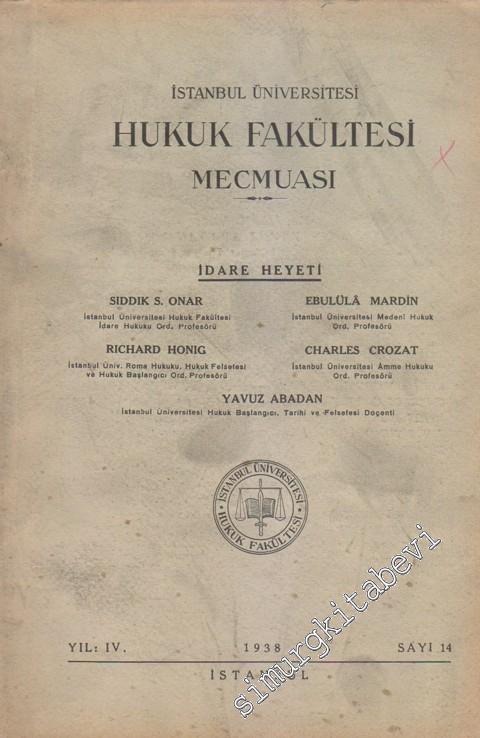 İSTANBUL ÜNİVERSİTESİ
HUKUK FAKÜLTESİ
MECMUASI
İDARE HEYETİ
SIDDIK S. ONAR
İstanbul Üniversitesi Hukuk Fakültesi
İdare Hukuku Ord. Profesörü
EBULÜLÂ MARDİN
İstanbul Üniversitesi Medenî Hukuk
Ord. Profesörü
RICHARD HONIG
İstanbul Üniv. Roma Hukuku, Hukuk Felsefesi
ve Hukuk Başlangıcı Ord. Profesörü
CHARLES CROZAT
İstanbul Üniversitesi Amme Hukuku
Ord. Profesörü
YAVUZ ABADAN
İstanbul Üniversitesi Hukuk Başlangıcı, Tarihi ve Felsefesi Doçenti
İSTANBUL ÜNİVERSİTESİ
HUKUK FAKÜLTESİ
YIL: IV. 1938 SAYI 14
İSTANBUL
simurgkitabevi